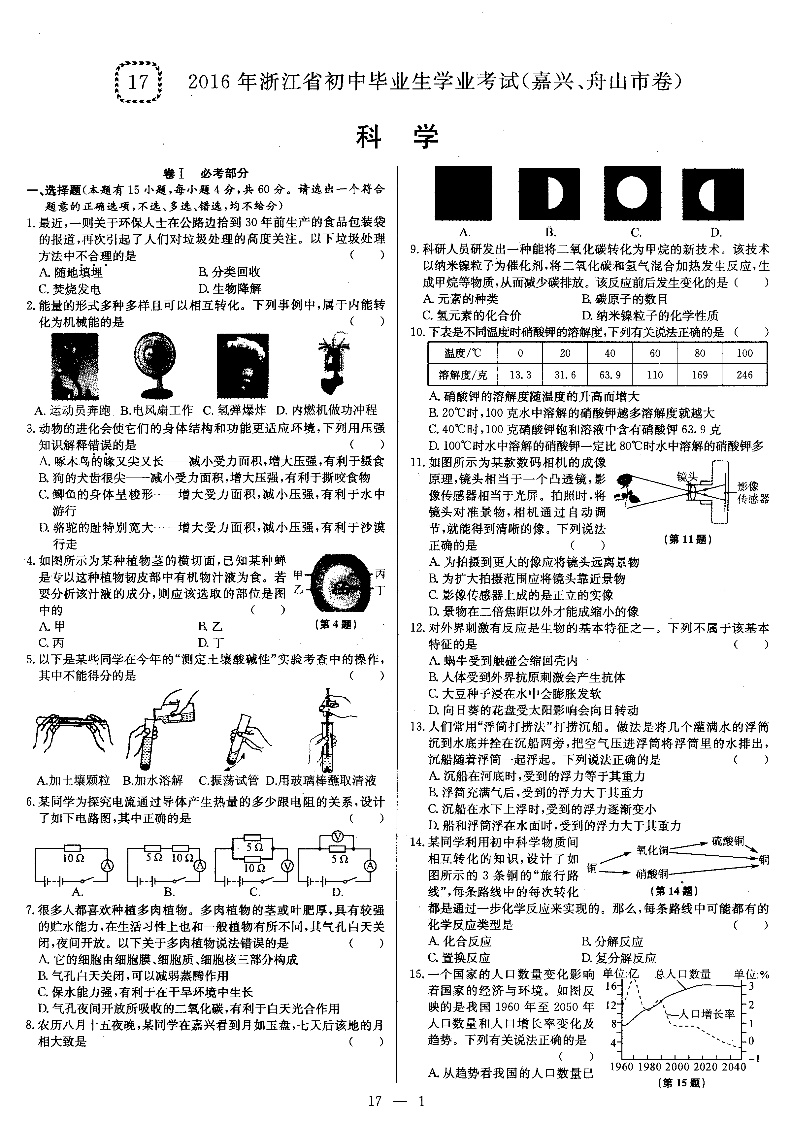 17 2016年浙江省初中毕业生学业考试(嘉兴、舟山市卷)
科 学
卷Ⅰ 必考部分
一、选择题(本题有15小题,每小题4分,共60分。请选出一个符合
题意的正确选项,不选、多选、错选,均不给分)
1.最近,一则关于环保人士在公路边拾到30年前生产的食品包装袋
的报道,再次引起了人们对垃圾处理的高度关注。以下垃圾处理
方法中不合理的是 ( )
A.随地填埋 B.分类回收
C.焚烧发电 D.生物降解
2.能量的形式多种多样且可以相互转化。下列事例中,属于内能转
化为机械能的是 ( )
A.运动员奔跑 B.电风扇工作 C.氢弹爆炸 D.内燃机做功冲程
3.动物的进化会使它们的身体结构和功能更适应环境,下列用压强
知识解释错误的是 ( )
A.啄木鸟的喙又尖又长——减小受力面积,增大压强,有利于摄食
B.狗的犬齿很尖——减小受力面积,增大压强,有利于撕咬食物
C.鲫鱼的身体呈梭形——增大受力面积,减小压强,有利于水中
游行
D.骆驼的趾特别宽大——增大受力面积,减小压强,有利于沙漠
行走
4.如图所示为某种植物茎的横切面,已知某种蝉
是专以这种植物韧皮部中有机物汁液为食。若
要分析该汁液的成分,则应该选取的部位是图
中的 ( )
A.甲 B.乙
C.丙 D.丁
甲 丙
乙 丁
(第4题)
5.以下是某些同学在今年的“测定土壤酸碱性”实验考查中的操作,
其中不能得分的是 ( )
A.加土壤颗粒 B.加水溶解 C.振荡试管 D.用玻璃棒蘸取清液
6.某同学为探究电流通过导体产生热量的多少跟电阻的关系,设计
了如下电路图,其中正确的是 ( )
10Ω A 5Ω 10Ω A 5Ω 10Ω A V 5Ω A
A. B. C. D.
7.很多人都喜欢种植多肉植物。多肉植物的茎或叶肥厚,具有较强
的贮水能力,在生活习性上也和一般植物有所不同,其气孔白天关
闭,夜间开放。以下关于多肉植物说法错误的是 ( )
A.它的细胞由细胞膜、细胞质、细胞核三部分构成
B.气孔白天关闭,可以减弱蒸腾作用
C.保水能力强,有利于在干旱环境中生长
D.气孔夜间开放所吸收的二氧化碳,有利于白天光合作用
8.农历八月十五夜晚,某同学在嘉兴看到月如玉盘,七天后该地的月
相大致是 ( )
A. B. C. D.
9.科研人员研发出一种能将二氧化碳转化为甲烷的新技术。该技术
以纳米镍粒子为催化剂,将二氧化碳和氢气混合加热发生反应,生
成甲烷等物质,从而减少碳排放。该反应前后发生变化的是 ( )
A.元素的种类 B.碳原子的数目
C.氢元素的化合价 D.纳米镍粒子的化学性质
10.下表是不同温度时硝酸钾的溶解度,下列有关说法正确的是 ( )
温度/℃ 0 20 40 60 80 100
溶解度/克 13.3 31.6 63.9 110 169 246
A.硝酸钾的溶解度随温度的升高而增大
B.20℃时,100克水中溶解的硝酸钾越多溶解度就越大
C.40℃时,100克硝酸钾饱和溶液中含有硝酸钾63.9克
D.100℃时水中溶解的硝酸钾一定比80℃时水中溶解的硝酸钾多
11.如图所示为某款数码相机的成像
原理,镜头相当于一个凸透镜,影
像传感器相当于光屏。拍照时,将
镜头对准景物,相机通过自动调
节,就能得到清晰的像。下列说法
正确的是 ( )
镜头
影像
传感器
(第11题)
A.为拍摄到更大的像应将镜头远离景物
B.为扩大拍摄范围应将镜头靠近景物
C.影像传感器上成的是正立的实像
D.景物在二倍焦距以外才能成缩小的像
12.对外界刺激有反应是生物的基本特征之一。下列不属于该基本
特征的是 ( )
A.蜗牛受到触碰会缩回壳内
B.人体受到外界抗原刺激会产生抗体
C.大豆种子浸在水中会膨胀发软
D.向日葵的花盘受太阳影响会向日转动
13.人们常用“浮筒打捞法”打捞沉船。做法是将几个灌满水的浮筒
沉到水底并拴在沉船两旁,把空气压进浮筒将浮筒里的水排出,
沉船随着浮筒一起浮起。下列说法正确的是 ( )
A.沉船在河底时,受到的浮力等于其重力
B.浮筒充满气后,受到的浮力大于其重力
C.沉船在水下上浮时,受到的浮力逐渐变小
D.船和浮筒浮在水面时,受到的浮力大于其重力
14.某同学利用初中科学物质间
相互转化的知识,设计了如
图所示的3条铜的“旅行路
线”,每条路线中的每次转化
都是通过一步化学反应来实现的。那么,每条路线中可能都有的
化学反应类型是 ( )
铜 氧化铜 硫酸铜 铜
硝酸铜
(第14题)
A.化合反应 B.分解反应
C.置换反应 D.复分解反应
15.一个国家的人口数量变化影响
着国家的经济与环境。如图反
映的是我国1960年至2050年
人口数量和人口增长率变化及
趋势。下列有关说法正确的是
( )
A.从趋势看我国的人口数量已
单位:亿 总人口数量 单位:%
人口增长率
16 12 8 4
3 2 1 0 -1
1960 1980 2000 2020 2040
(第15题)
17 — 1